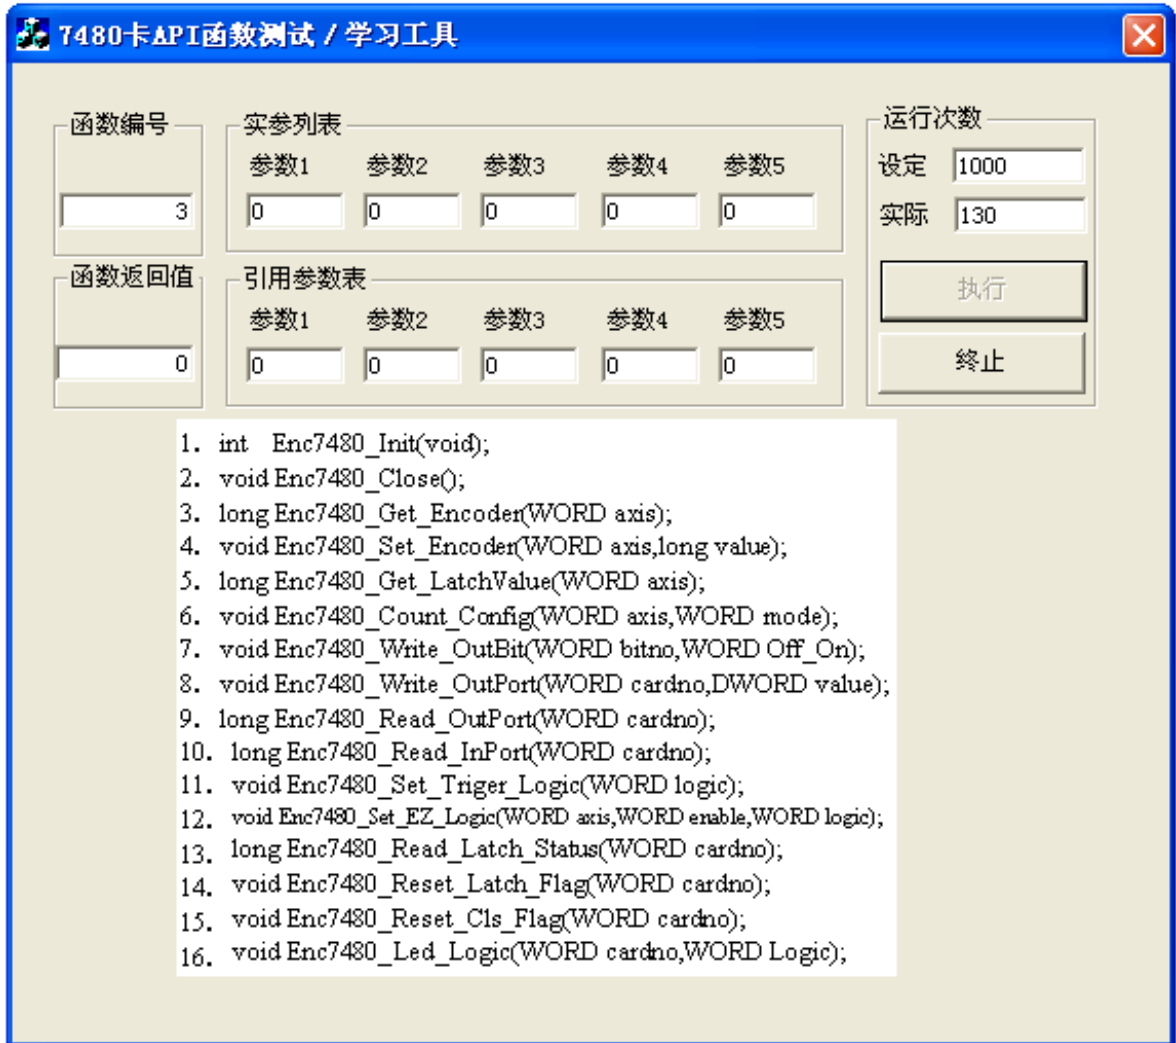 7480卡API函数测试 / 学习工具
函数编号
3
实参列表
参数1 参数2 参数3 参数4 参数5
0 0 0 0 0
运行次数
设定 1000
实际 130
函数返回值
0
引用参数表
参数1 参数2 参数3 参数4 参数5
0 0 0 0 0
执行
终止
1. int Enc7480_Init(void);
2. void Enc7480_Close();
3. long Enc7480_Get_Encoder(WORD axis);
4. void Enc7480_Set_Encoder(WORD axis,long value);
5. long Enc7480_Get_LatchValue(WORD axis);
6. void Enc7480_Count_Config(WORD axis,WORD mode);
7. void Enc7480_Write_OutBit(WORD bitno,WORD Off_On);
8. void Enc7480_Write_OutPort(WORD cardno,DWORD value);
9. long Enc7480_Read_OutPort(WORD cardno);
10. long Enc7480_Read_InPort(WORD cardno);
11. void Enc7480_Set_Triger_Logic(WORD logic);
12. void Enc7480_Set_EZ_Logic(WORD axis,WORD enable,WORD logic);
13. long Enc7480_Read_Latch_Status(WORD cardno);
14. void Enc7480_Reset_Latch_Flag(WORD cardno);
15. void Enc7480_Reset_Cls_Flag(WORD cardno);
16. void Enc7480_Led_Logic(WORD cardno,WORD Logic);